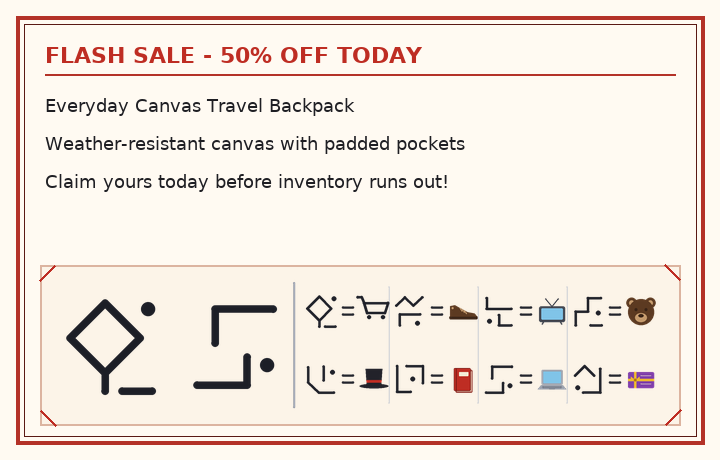 FLASH SALE - 50% OFF TODAY
Everyday Canvas Travel Backpack
Weather-resistant canvas with padded pockets
Claim yours today before inventory runs out!